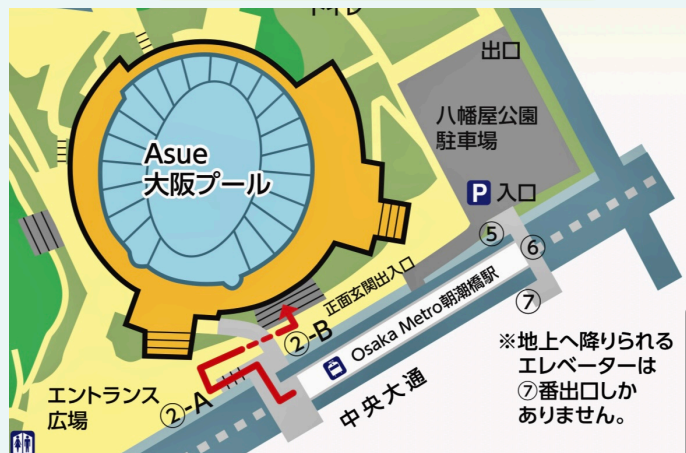 トイレ
出口
八幡屋公園
駐車場
P 入口
Asue
大阪プール
⑤
⑥
⑦
正面玄関出入口
Osaka Metro朝潮橋駅
②-B
②-A
中央大通
エントランス
広場
※地上へ降りられる
エレベーターは
⑦番出口しか
ありません。